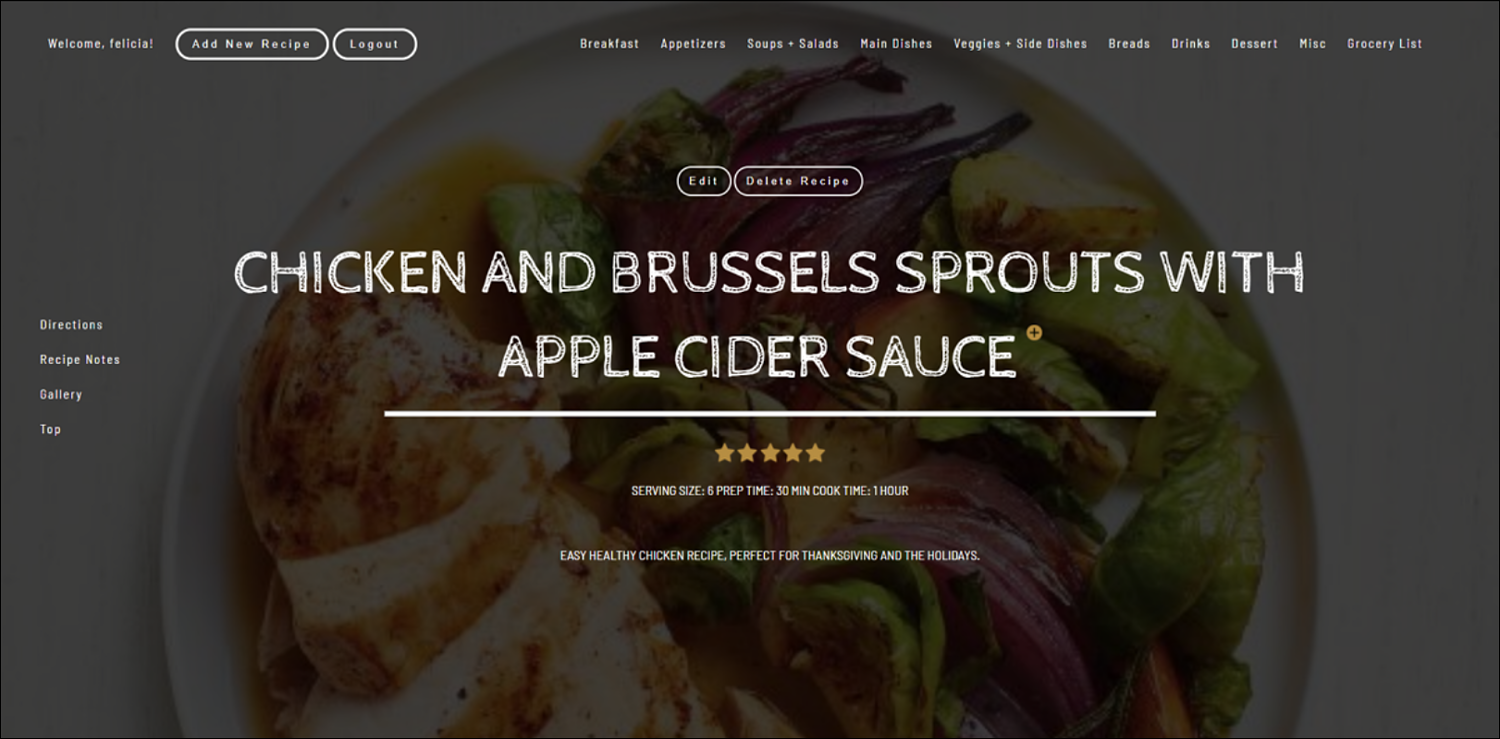 Welcome, felicia! Add New Recipe Logout Breakfast Appetizers Soups + Salads Main Dishes Veggies + Side Dishes Breads Drinks Dessert Misc Grocery List
Edit Delete Recipe
CHICKEN AND BRUSSELS SPROUTS WITH
APPLE CIDER SAUCE
Directions
Recipe Notes
Gallery
Top
SERVING SIZE: 6 PREP TIME: 30 MIN COOK TIME: 1 HOUR
EASY HEALTHY CHICKEN RECIPE, PERFECT FOR THANKSGIVING AND THE HOLIDAYS.